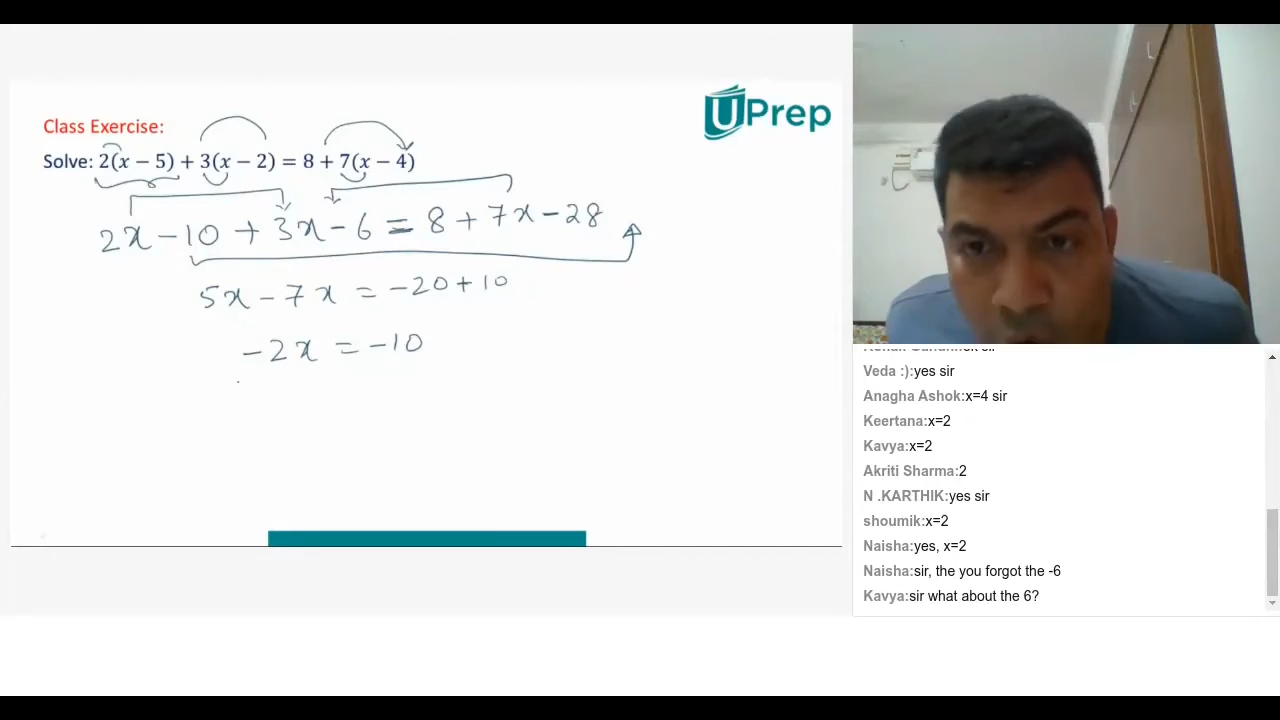 UPrep
Class Exercise:
Solve: 2(x − 5) + 3(x − 2) = 8 + 7(x − 4)
2x − 10 + 3x − 6 = 8 + 7x − 28
5x − 7x = −20 + 10
−2x = −10
Veda :):yes sir
Anagha Ashok:x=4 sir
Keertana:x=2
Kavya:x=2
Akriti Sharma:2
N .KARTHIK:yes sir
shoumik:x=2
Naisha:yes, x=2
Naisha:sir, the you forgot the -6
Kavya:sir what about the 6?